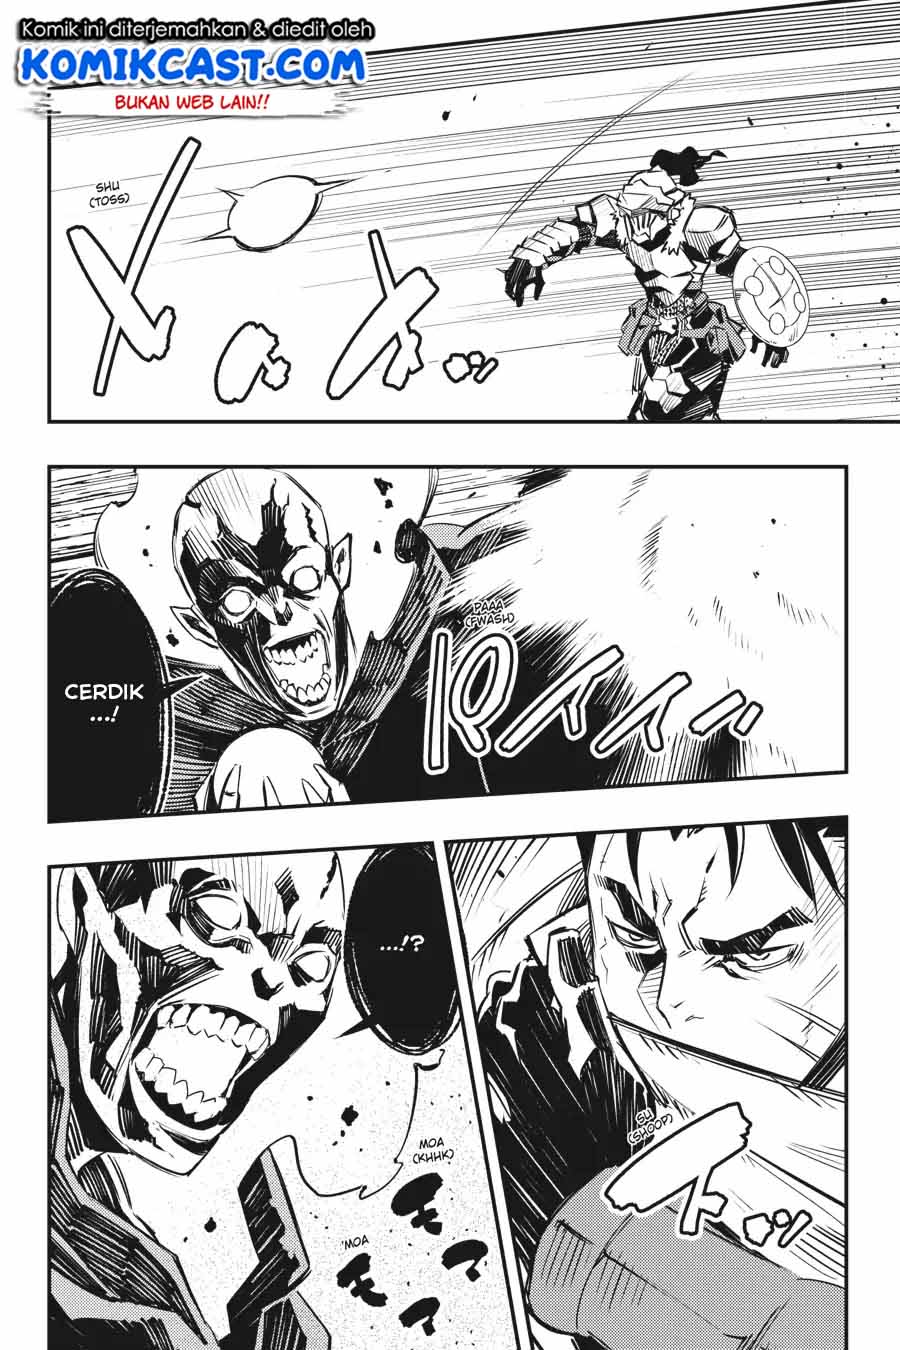 Komik ini diterjemahkan & diedit oleh
KOMIKCAST.COM
BUKAN WEB LAIN!!
SHU
(TOSS)
PAAA
(FWASH)
CERDIK
...!
...!?
SU
(SHOOP)
MOA
(KHHK)
'MOA